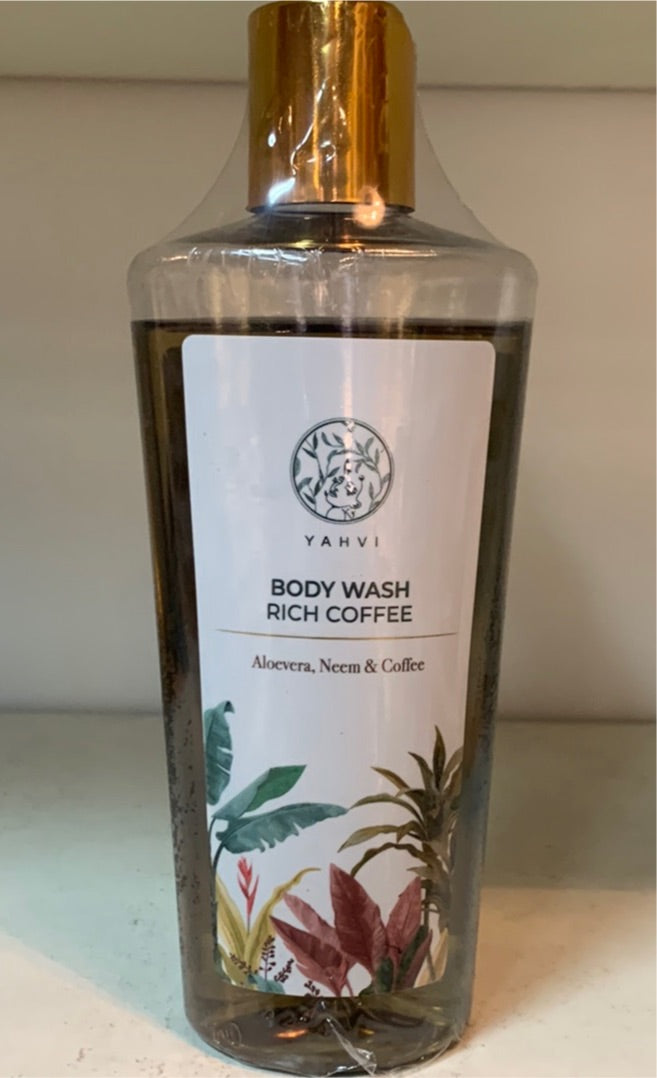 YAHVI
BODY WASH
RICH COFFEE
Aloevera, Neem & Coffee